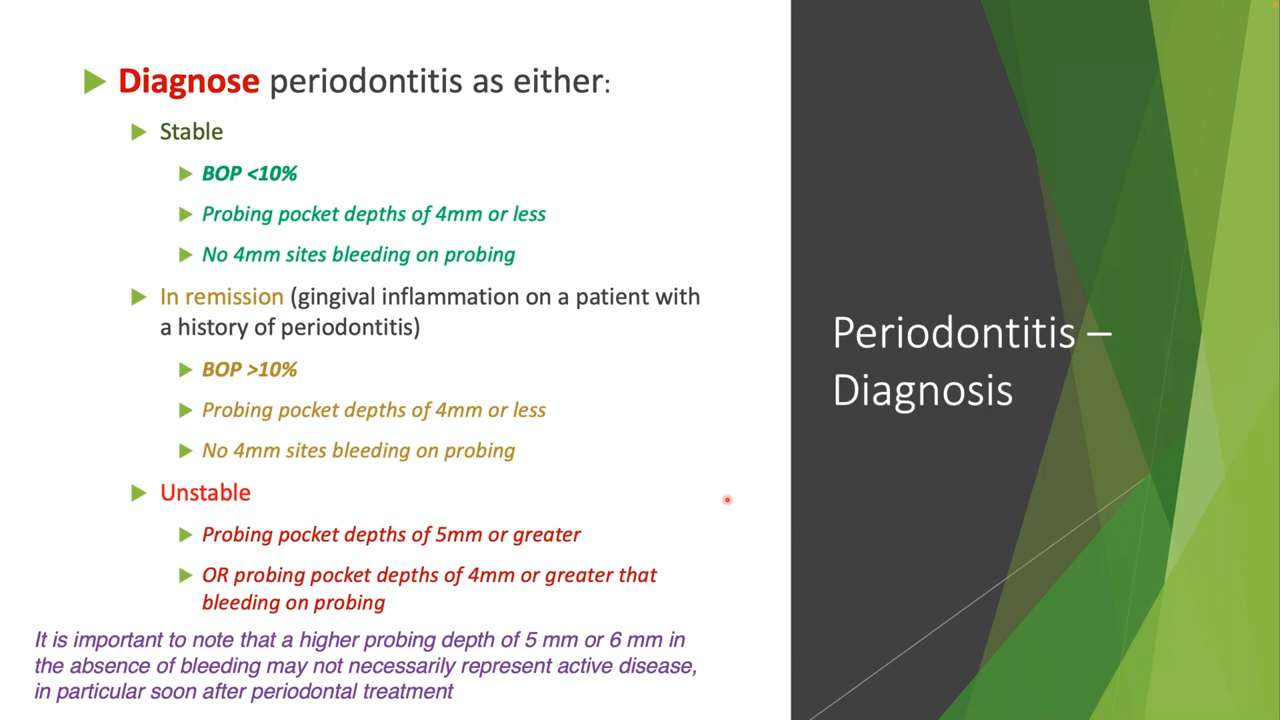 Diagnose periodontitis as either:
Stable
BOP <10%
Probing pocket depths of 4mm or less
No 4mm sites bleeding on probing
In remission (gingival inflammation on a patient with
a history of periodontitis)
BOP >10%
Probing pocket depths of 4mm or less
No 4mm sites bleeding on probing
Unstable
Probing pocket depths of 5mm or greater
OR probing pocket depths of 4mm or greater that
bleeding on probing
It is important to note that a higher probing depth of 5 mm or 6 mm in
the absence of bleeding may not necessarily represent active disease,
in particular soon after periodontal treatment
Periodontitis –
Diagnosis